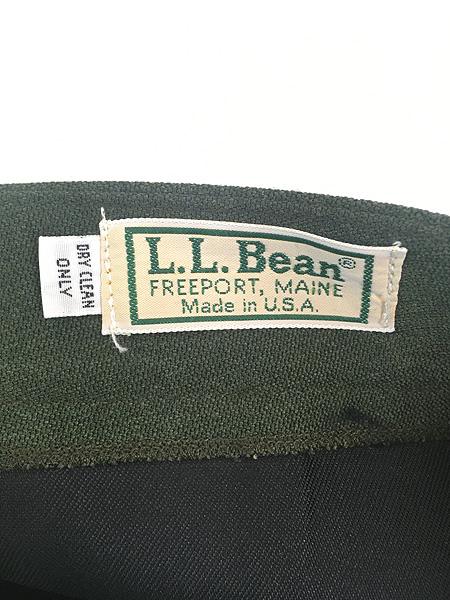 L.L.Bean®
FREEPORT, MAINE
Made in U.S.A.
DRY CLEAN
ONLY